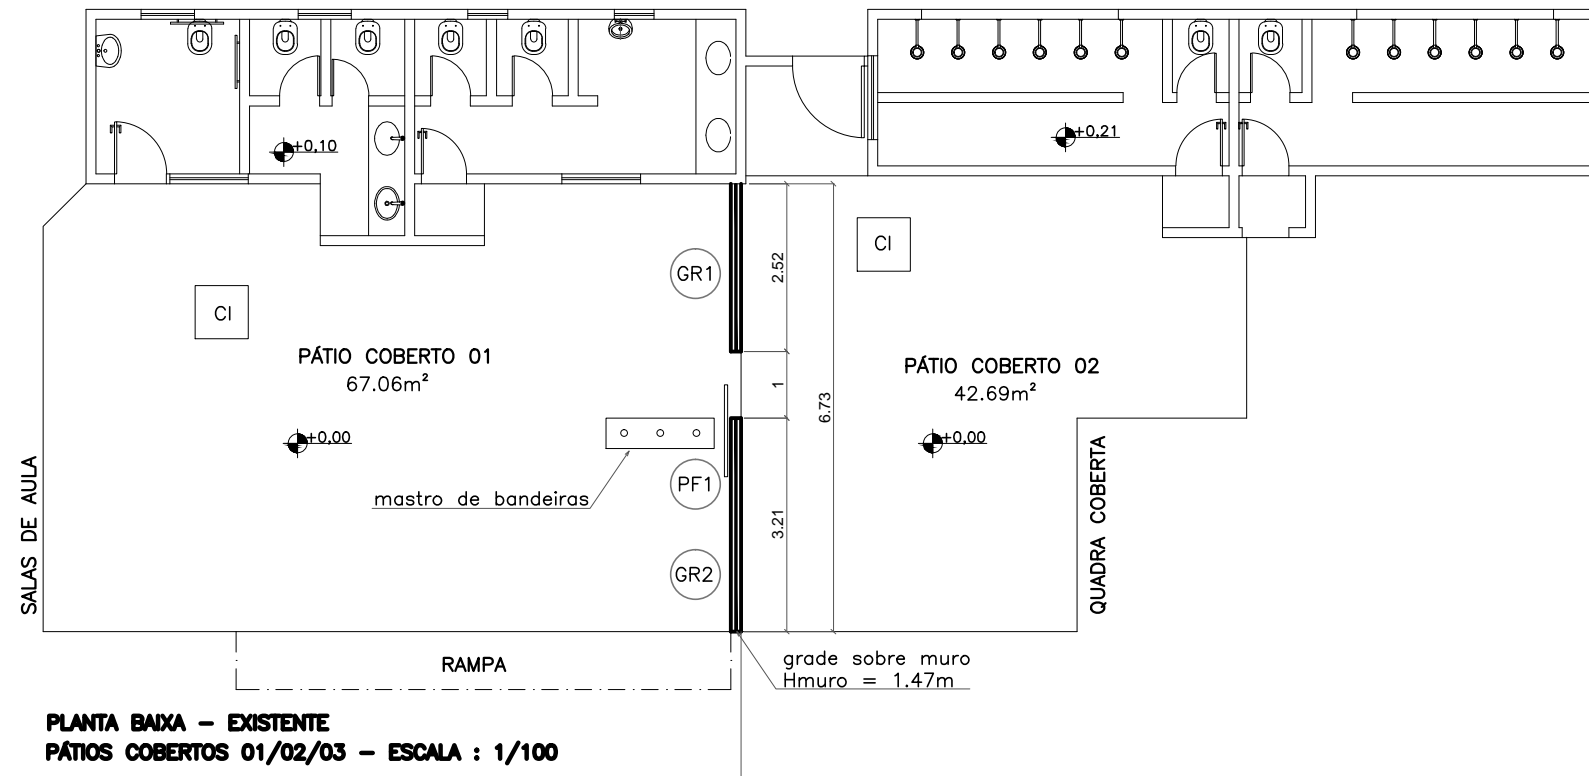 +0,10
+0,21
GR1
2.52
CI
CI
PÁTIO COBERTO 01
67.06m²
1
6.73
PÁTIO COBERTO 02
42.69m²
+0,00
+0,00
SALAS DE AULA
mastro de bandeiras
PF1
3.21
QUADRA COBERTA
GR2
RAMPA
grade sobre muro
Hmuro = 1.47m
PLANTA BAIXA - EXISTENTE
PÁTIOS COBERTOS 01/02/03 - ESCALA : 1/100